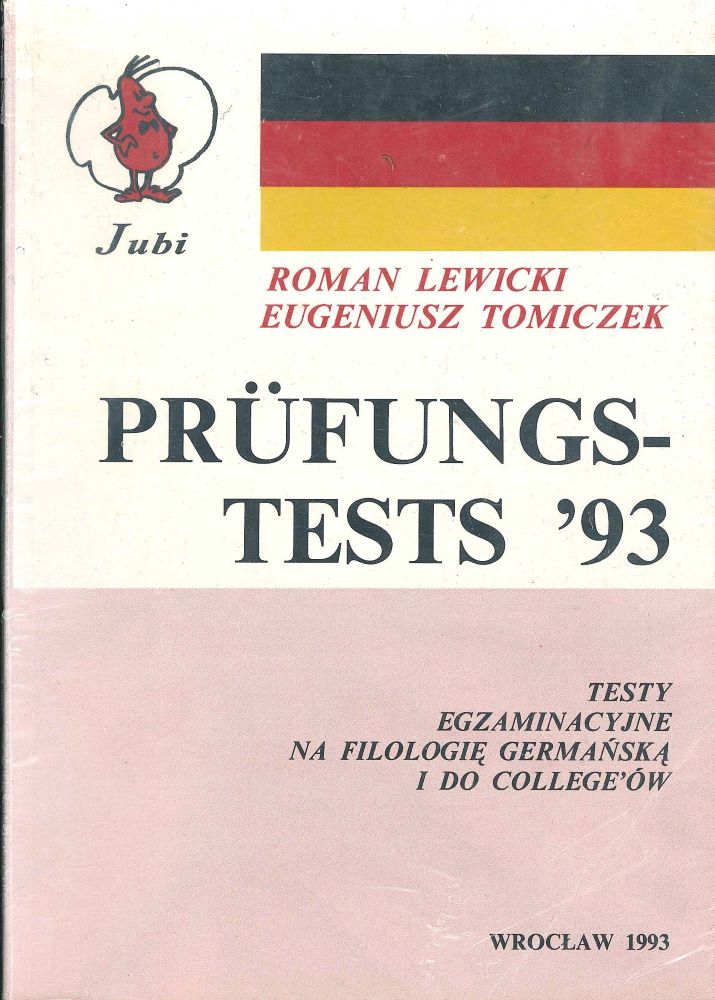 Jubi
ROMAN LEWICKI
EUGENIUSZ TOMICZEK
PRÜFUNGS-
TESTS ’93
TESTY
EGZAMINACYJNE
NA FILOLOGIĘ GERMAŃSKĄ
I DO COLLEGE’ÓW
WROCŁAW 1993